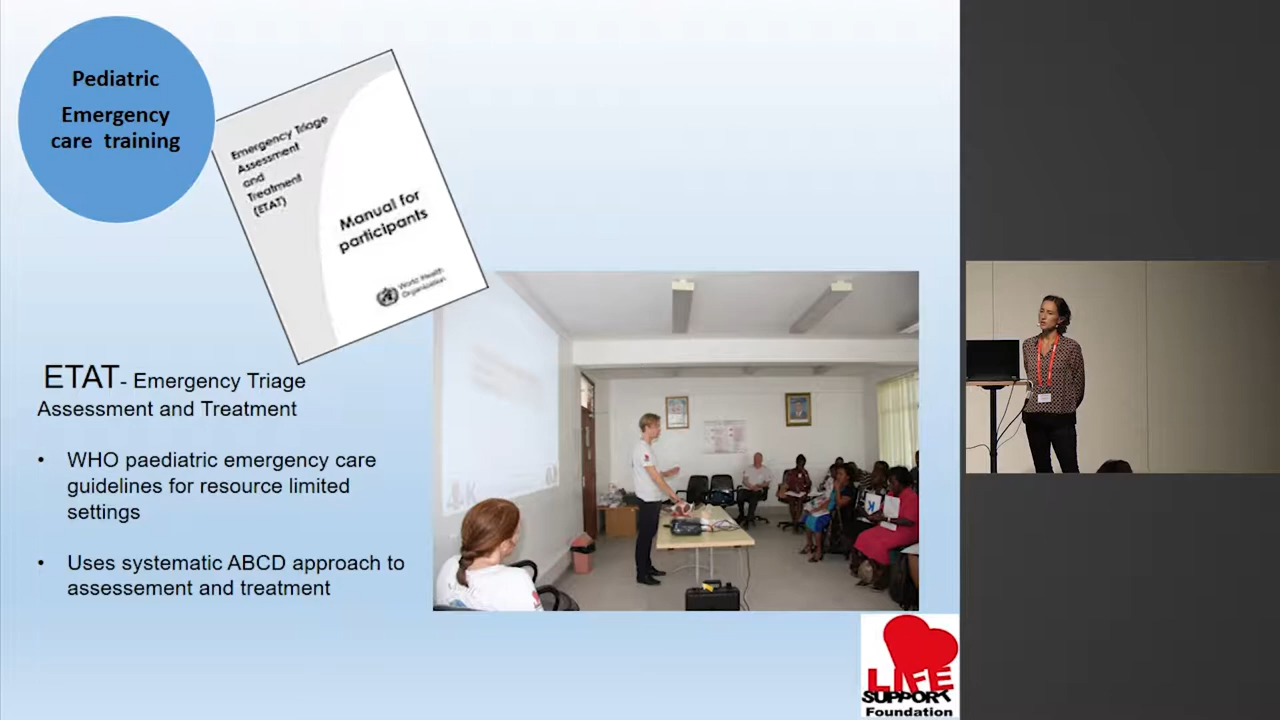 Pediatric
Emergency
care training
Emergency Triage
Assessment
and
Treatment
(ETAT)
Manual for
participants
World Health
Organization
ETAT- Emergency Triage
Assessment and Treatment
• WHO paediatric emergency care
guidelines for resource limited
settings
• Uses systematic ABCD approach to
assessement and treatment
LIFE
SUPPORT
Foundation